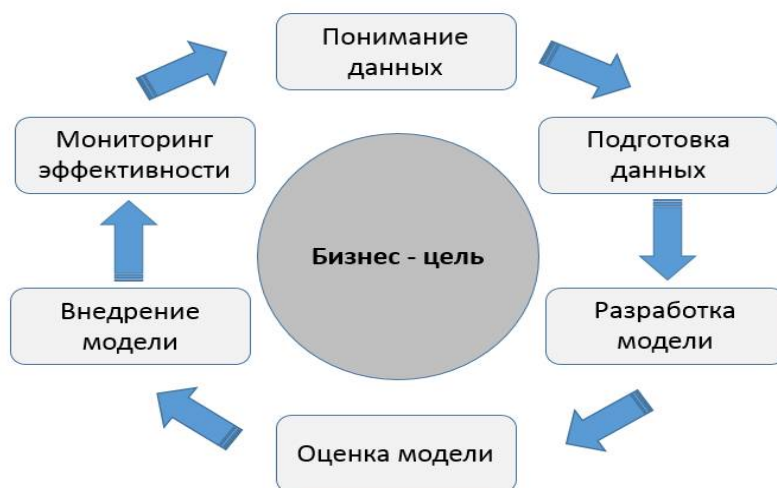 Понимание
данных
Подготовка
данных
Разработка
модели
Оценка модели
Внедрение
модели
Мониторинг
эффективности
Бизнес - цель